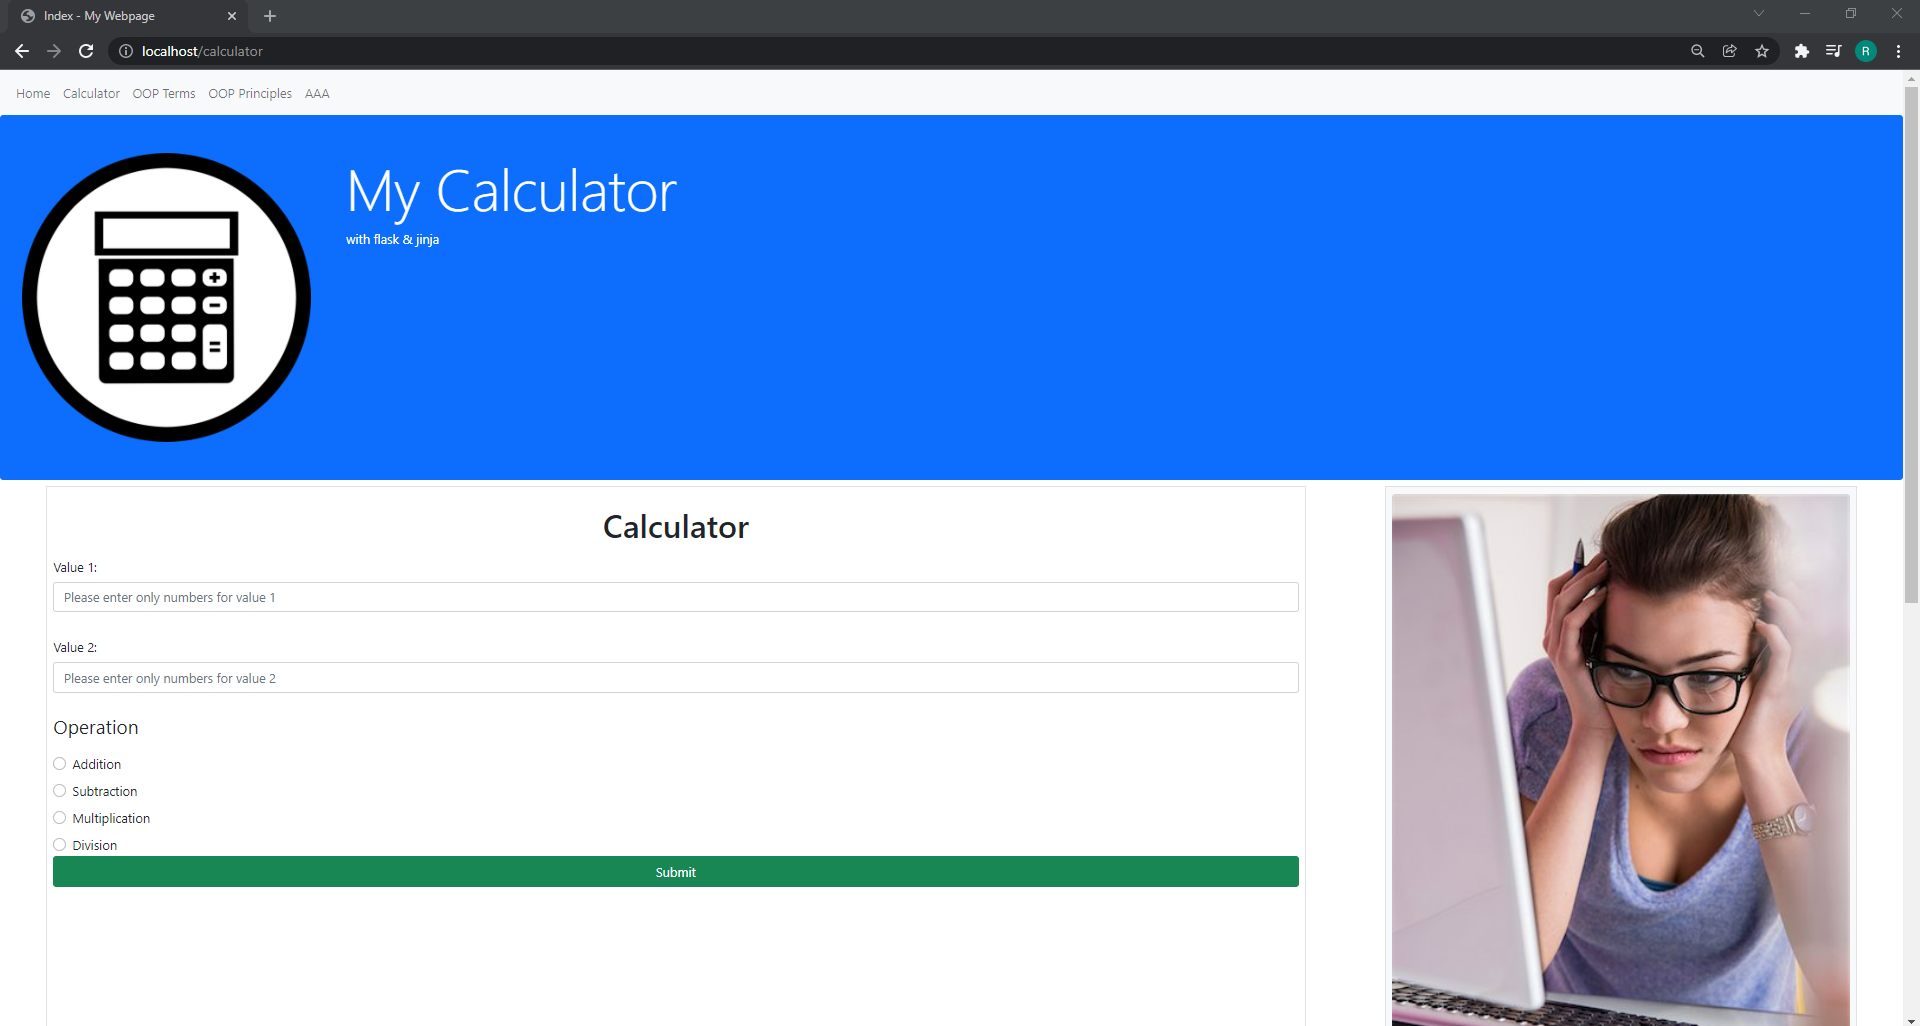 Index - My Webpage
localhost/calculator
R
Home Calculator OOP Terms OOP Principles AAA
My Calculator
with flask & jinja
Calculator
Value 1:
Please enter only numbers for value 1
Value 2:
Please enter only numbers for value 2
Operation
Addition
Subtraction
Multiplication
Division
Submit